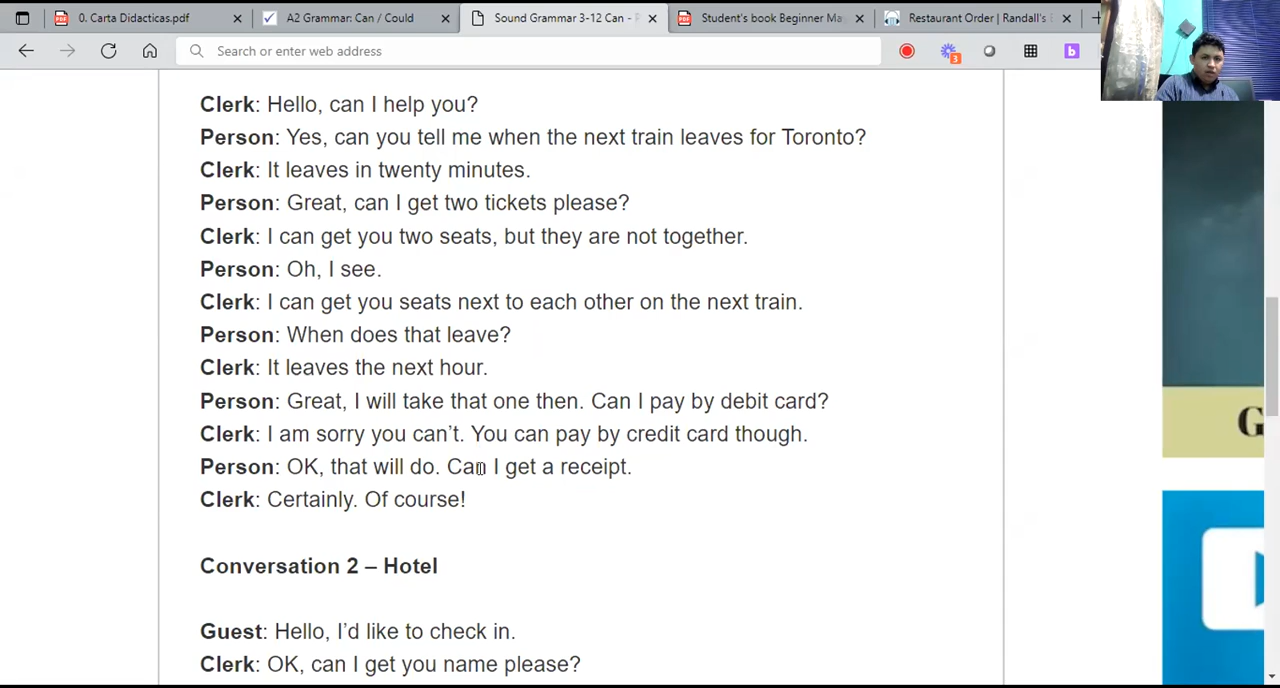 0. Carta Didacticas.pdf
A2 Grammar: Can / Could
Sound Grammar 3-12 Can -
Student's book Beginner Ma
Restaurant Order | Randall's
Search or enter web address
3
b
Clerk: Hello, can I help you?
Person: Yes, can you tell me when the next train leaves for Toronto?
Clerk: It leaves in twenty minutes.
Person: Great, can I get two tickets please?
Clerk: I can get you two seats, but they are not together.
Person: Oh, I see.
Clerk: I can get you seats next to each other on the next train.
Person: When does that leave?
Clerk: It leaves the next hour.
Person: Great, I will take that one then. Can I pay by debit card?
Clerk: I am sorry you can’t. You can pay by credit card though.
Person: OK, that will do. Can I get a receipt.
Clerk: Certainly. Of course!
G
Conversation 2 – Hotel
Guest: Hello, I’d like to check in.
Clerk: OK, can I get you name please?